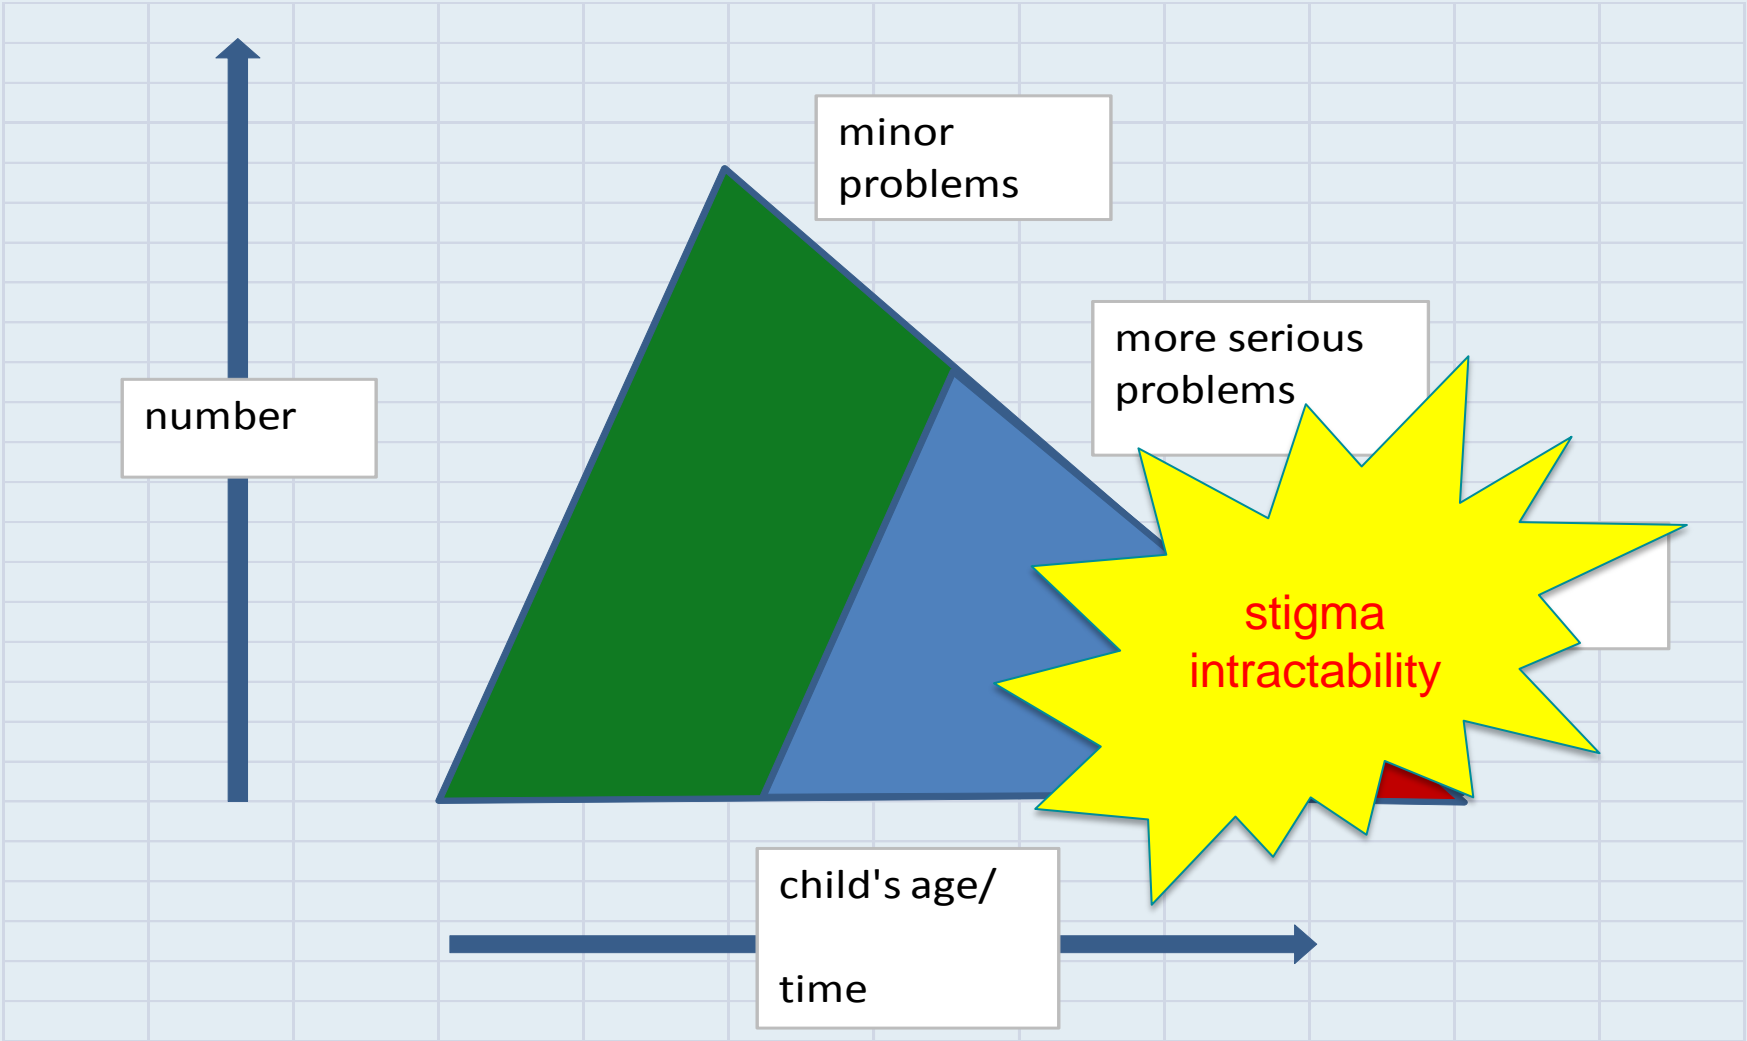 minor
problems
more serious
problems
number
stigma
intractability
child's age/
time